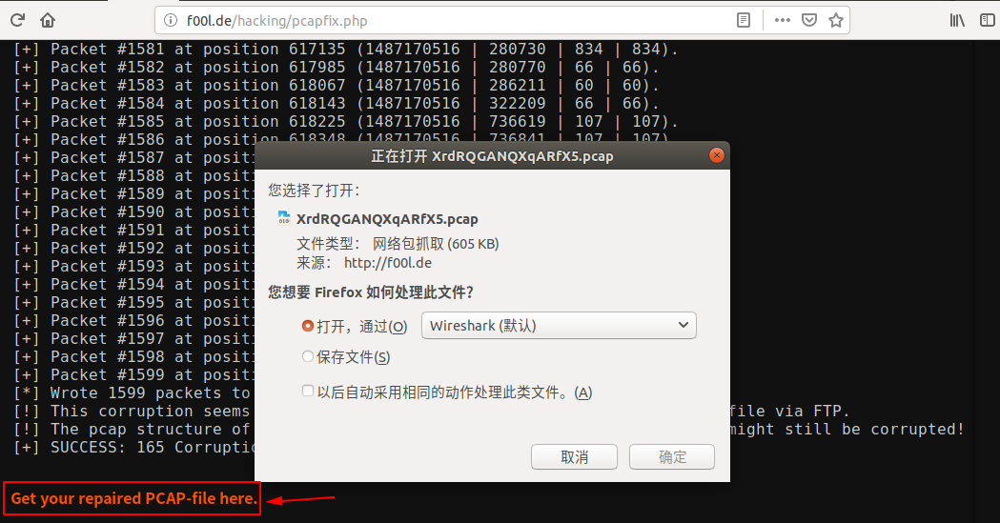 f00l.de/hacking/pcapfix.php
[+] Packet #1581 at position 617135 (1487170516 | 280730 | 834 | 834).
[+] Packet #1582 at position 617985 (1487170516 | 280770 | 66 | 66).
[+] Packet #1583 at position 618067 (1487170516 | 286211 | 60 | 60).
[+] Packet #1584 at position 618143 (1487170516 | 322209 | 66 | 66).
[+] Packet #1585 at position 618225 (1487170516 | 736619 | 107 | 107).
[+] Packet #1586 at position 618348 (1487170516 | 736841 | 107 | 107).
[+] Packet #1587 at positi
[+] Packet #1588 at positi
[+] Packet #1589 at positi
[+] Packet #1590 at positi
[+] Packet #1591 at positi
[+] Packet #1592 at positi
[+] Packet #1593 at positi
[+] Packet #1594 at positi
[+] Packet #1595 at positi
[+] Packet #1596 at positi
[+] Packet #1597 at positi
[+] Packet #1598 at positi
[+] Packet #1599 at positi
[*] Wrote 1599 packets to
[!] This corruption seems file via FTP.
[!] The pcap structure of might still be corrupted!
[+] SUCCESS: 165 Corruptio
Get your repaired PCAP-file here.
正在打开 XrdRQGANQXqARfX5.pcap
您选择了打开：
XrdRQGANQXqARfX5.pcap
文件类型： 网络包抓取 (605 KB)
来源： http://f00l.de
您想要 Firefox 如何处理此文件？
打开，通过(O) Wireshark (默认)
保存文件(S)
以后自动采用相同的动作处理此类文件。(A)
取消 确定